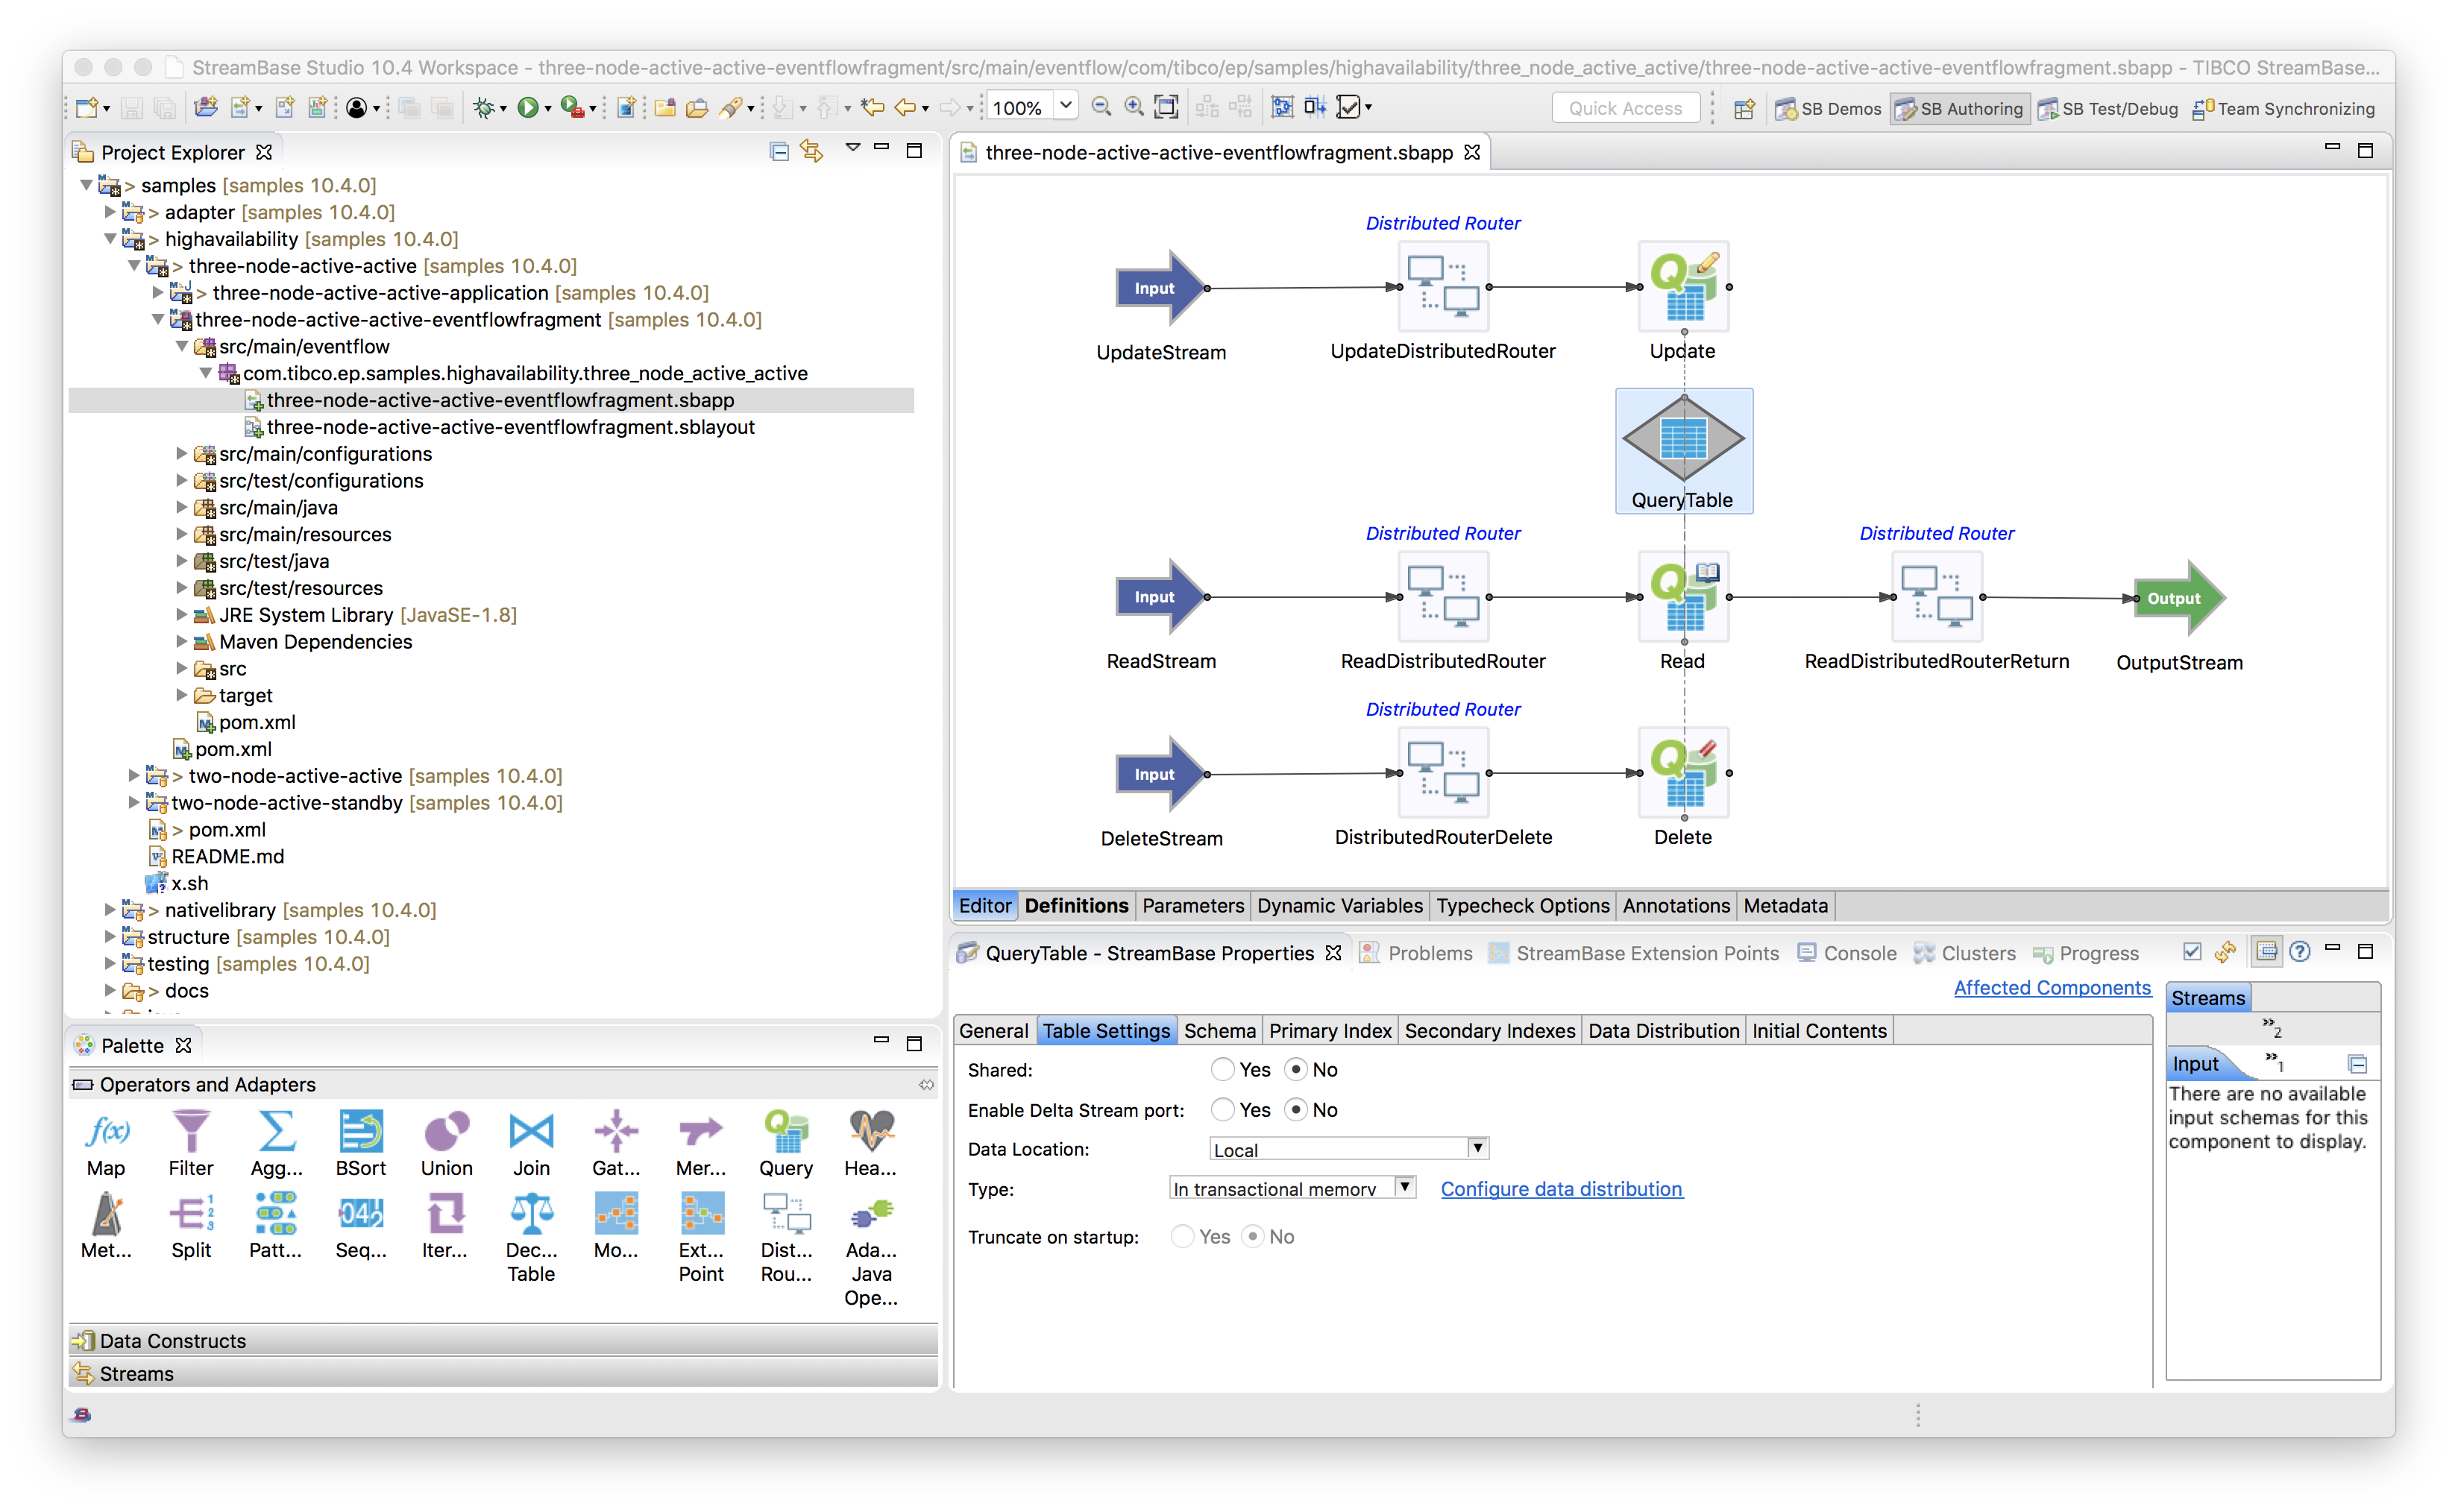 StreamBase Studio 10.4 Workspace - three-node-active-active-eventflowfragment/src/main/eventflow/com/tibco/ep/samples/highavailability/three_node_active_active/three-node-active-active-eventflowfragment.sbapp - TIBCO StreamBase...
100%
Quick Access
SB Demos
SB Authoring
SB Test/Debug
Team Synchronizing
Project Explorer
> samples [samples 10.4.0]
> adapter [samples 10.4.0]
> highavailability [samples 10.4.0]
> three-node-active-active [samples 10.4.0]
> three-node-active-active-application [samples 10.4.0]
three-node-active-active-eventflowfragment [samples 10.4.0]
src/main/eventflow
com.tibco.ep.samples.highavailability.three_node_active_active
three-node-active-active-eventflowfragment.sbapp
three-node-active-active-eventflowfragment.sblayout
src/main/configurations
src/test/configurations
src/main/java
src/main/resources
src/test/java
src/test/resources
JRE System Library [JavaSE-1.8]
Maven Dependencies
src
target
pom.xml
pom.xml
> two-node-active-active [samples 10.4.0]
two-node-active-standby [samples 10.4.0]
> pom.xml
README.md
x.sh
> nativelibrary [samples 10.4.0]
structure [samples 10.4.0]
testing [samples 10.4.0]
> docs
Palette
Operators and Adapters
f(x)
Map
Filter
Agg...
BSort
Union
Join
Gat...
Mer...
Query
Hea...
Met...
Split
Patt...
Seq...
Iter...
Dec...
Table
Mo...
Ext...
Point
Dist...
Rou...
Ada...
Java
Ope...
Data Constructs
Streams
three-node-active-active-eventflowfragment.sbapp
Distributed Router
Input
UpdateStream
UpdateDistributedRouter
Update
QueryTable
Distributed Router
Distributed Router
Input
Output
ReadStream
ReadDistributedRouter
Read
ReadDistributedRouterReturn
OutputStream
Distributed Router
Input
DeleteStream
DistributedRouterDelete
Delete
Editor
Definitions
Parameters
Dynamic Variables
Typecheck Options
Annotations
Metadata
QueryTable - StreamBase Properties
Problems
StreamBase Extension Points
Console
Clusters
Progress
Affected Components
General
Table Settings
Schema
Primary Index
Secondary Indexes
Data Distribution
Initial Contents
Shared: Yes No
Enable Delta Stream port: Yes No
Data Location: Local
Type: In transactional memory Configure data distribution
Truncate on startup: Yes No
Streams
»2
Input
»1
There are no available
input schemas for this
component to display.